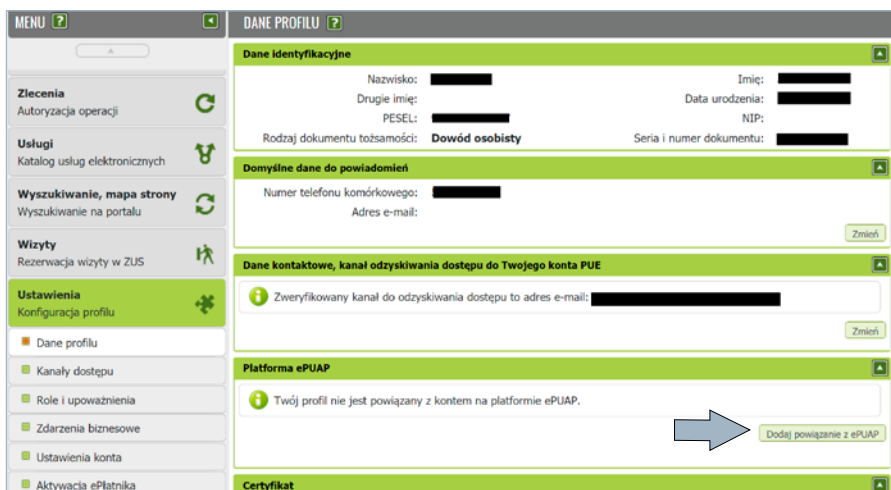 MENU ?
DANE PROFILU ?
Zlecenia
Autoryzacja operacji
Usługi
Katalog usług elektronicznych
Wyszukiwanie, mapa strony
Wyszukiwanie na portalu
Wizyty
Rezerwacja wizyty w ZUS
Ustawienia
Konfiguracja profilu
Dane profilu
Kanały dostępu
Role i upoważnienia
Zdarzenia biznesowe
Ustawienia konta
Aktywacja ePłatnika
Dane identyfikacyjne
Nazwisko: Imię:
Drugie imię: Data urodzenia:
PESEL: NIP:
Rodzaj dokumentu tożsamości: Dowód osobisty Seria i numer dokumentu:
Domyślne dane do powiadomień
Numer telefonu komórkowego:
Adres e-mail:
Zmień
Dane kontaktowe, kanał odzyskiwania dostępu do Twojego konta PUE
Zweryfikowany kanał do odzyskiwania dostępu to adres e-mail:
Zmień
Platforma ePUAP
Twój profil nie jest powiązany z kontem na platformie ePUAP.
Dodaj powiązanie z ePUAP
Certyfikat